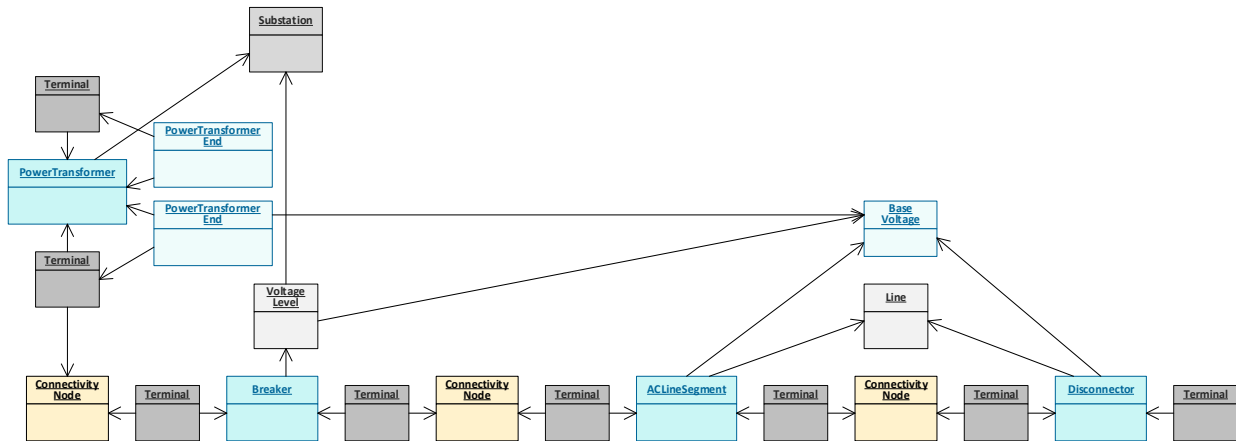 Substation
Terminal
PowerTransformer
End
PowerTransformer
PowerTransformer
End
Base
Voltage
Terminal
Voltage
Level
Line
Connectivity
Node
Terminal
Breaker
Terminal
Connectivity
Node
Terminal
ACLineSegment
Terminal
Connectivity
Node
Terminal
Disconnector
Terminal